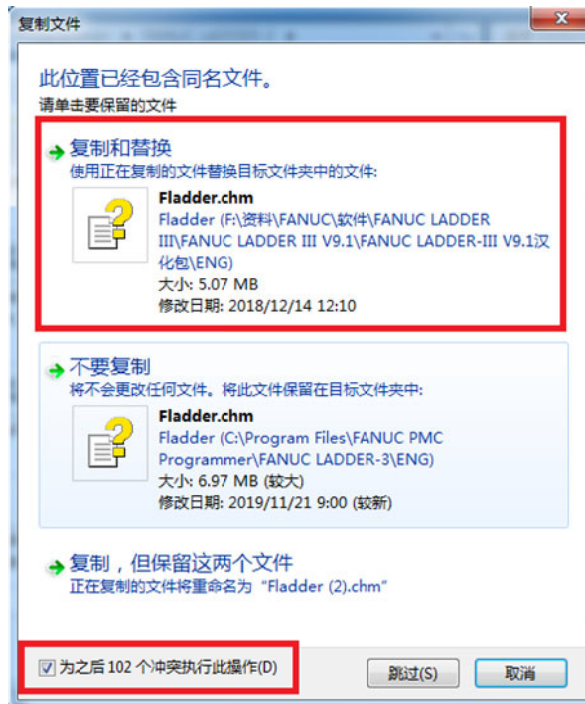 复制文件
此位置已经包含同名文件。
请单击要保留的文件
复制和替换
使用正在复制的文件替换目标文件夹中的文件:
Fladder.chm
Fladder (F:\资料\FANUC\软件\FANUC LADDER
III\FANUC LADDER III V9.1\FANUC LADDER-III V9.1汉
化包\ENG)
大小: 5.07 MB
修改日期: 2018/12/14 12:10
不要复制
将不会更改任何文件。将此文件保留在目标文件夹中:
Fladder.chm
Fladder (C:\Program Files\FANUC PMC
Programmer\FANUC LADDER-3\ENG)
大小: 6.97 MB (较大)
修改日期: 2019/11/21 9:00 (较新)
复制，但保留这两个文件
正在复制的文件将重命名为 “Fladder (2).chm”
为之后 102 个冲突执行此操作(D)
跳过(S)
取消